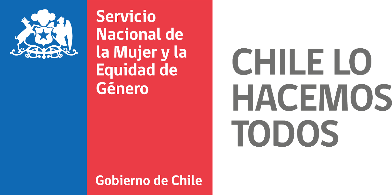 Servicio
Nacional de
la Mujer y la
Equidad de
Género
Gobierno de Chile
CHILE LO
HACEMOS
TODOS